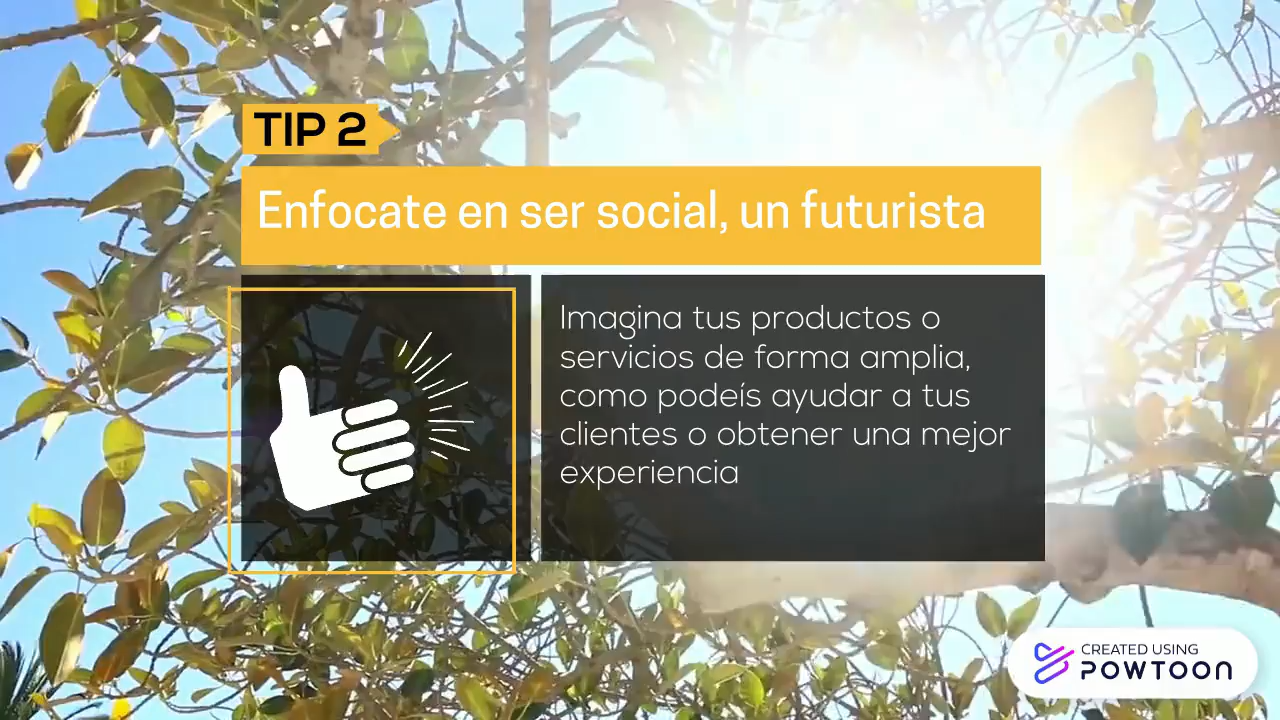 TIP 2
Enfocate en ser social, un futurista
Imagina tus productos o
servicios de forma amplia,
como podeís ayudar a tus
clientes o obtener una mejor
experiencia
CREATED USING
POWTOON